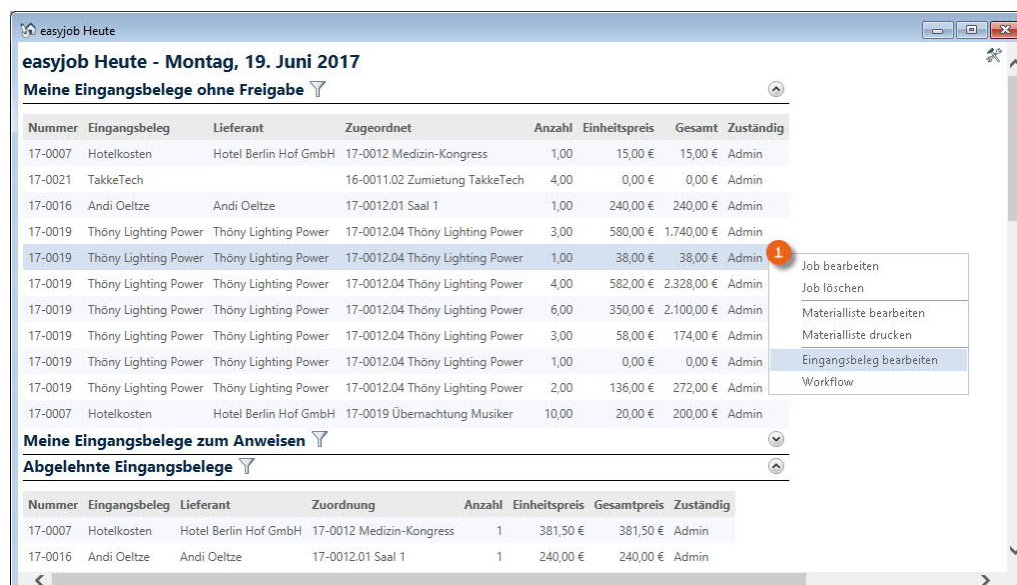 easyjob Heute
easyjob Heute - Montag, 19. Juni 2017
Meine Eingangsbelege ohne Freigabe
Nummer Eingangsbeleg Lieferant Zugeordnet Anzahl Einheitspreis Gesamt Zuständig
17-0007 Hotelkosten Hotel Berlin Hof GmbH 17-0012 Medizin-Kongress 1,00 15,00 € 15,00 € Admin
17-0021 TakkeTech 16-0011.02 Zumietung TakkeTech 4,00 0,00 € 0,00 € Admin
17-0016 Andi Oeltze Andi Oeltze 17-0012.01 Saal 1 1,00 240,00 € 240,00 € Admin
17-0019 Thöny Lighting Power Thöny Lighting Power 17-0012.04 Thöny Lighting Power 3,00 580,00 € 1.740,00 € Admin
17-0019 Thöny Lighting Power Thöny Lighting Power 17-0012.04 Thöny Lighting Power 1,00 38,00 € 38,00 € Admin 1
17-0019 Thöny Lighting Power Thöny Lighting Power 17-0012.04 Thöny Lighting Power 4,00 582,00 € 2.328,00 € Admin
17-0019 Thöny Lighting Power Thöny Lighting Power 17-0012.04 Thöny Lighting Power 6,00 350,00 € 2.100,00 € Admin
17-0019 Thöny Lighting Power Thöny Lighting Power 17-0012.04 Thöny Lighting Power 3,00 58,00 € 174,00 € Admin
17-0019 Thöny Lighting Power Thöny Lighting Power 17-0012.04 Thöny Lighting Power 1,00 0,00 € 0,00 € Admin
17-0019 Thöny Lighting Power Thöny Lighting Power 17-0012.04 Thöny Lighting Power 2,00 136,00 € 272,00 € Admin
17-0007 Hotelkosten Hotel Berlin Hof GmbH 17-0019 Übernachtung Musiker 10,00 20,00 € 200,00 € Admin
Job bearbeiten
Job löschen
Materialliste bearbeiten
Materialliste drucken
Eingangsbeleg bearbeiten
Workflow
Meine Eingangsbelege zum Anweisen
Abgelehnte Eingangsbelege
Nummer Eingangsbeleg Lieferant Zuordnung Anzahl Einheitspreis Gesamtpreis Zuständig
17-0007 Hotelkosten Hotel Berlin Hof GmbH 17-0012 Medizin-Kongress 1 381,50 € 381,50 € Admin
17-0016 Andi Oeltze Andi Oeltze 17-0012.01 Saal 1 1 240,00 € 240,00 € Admin